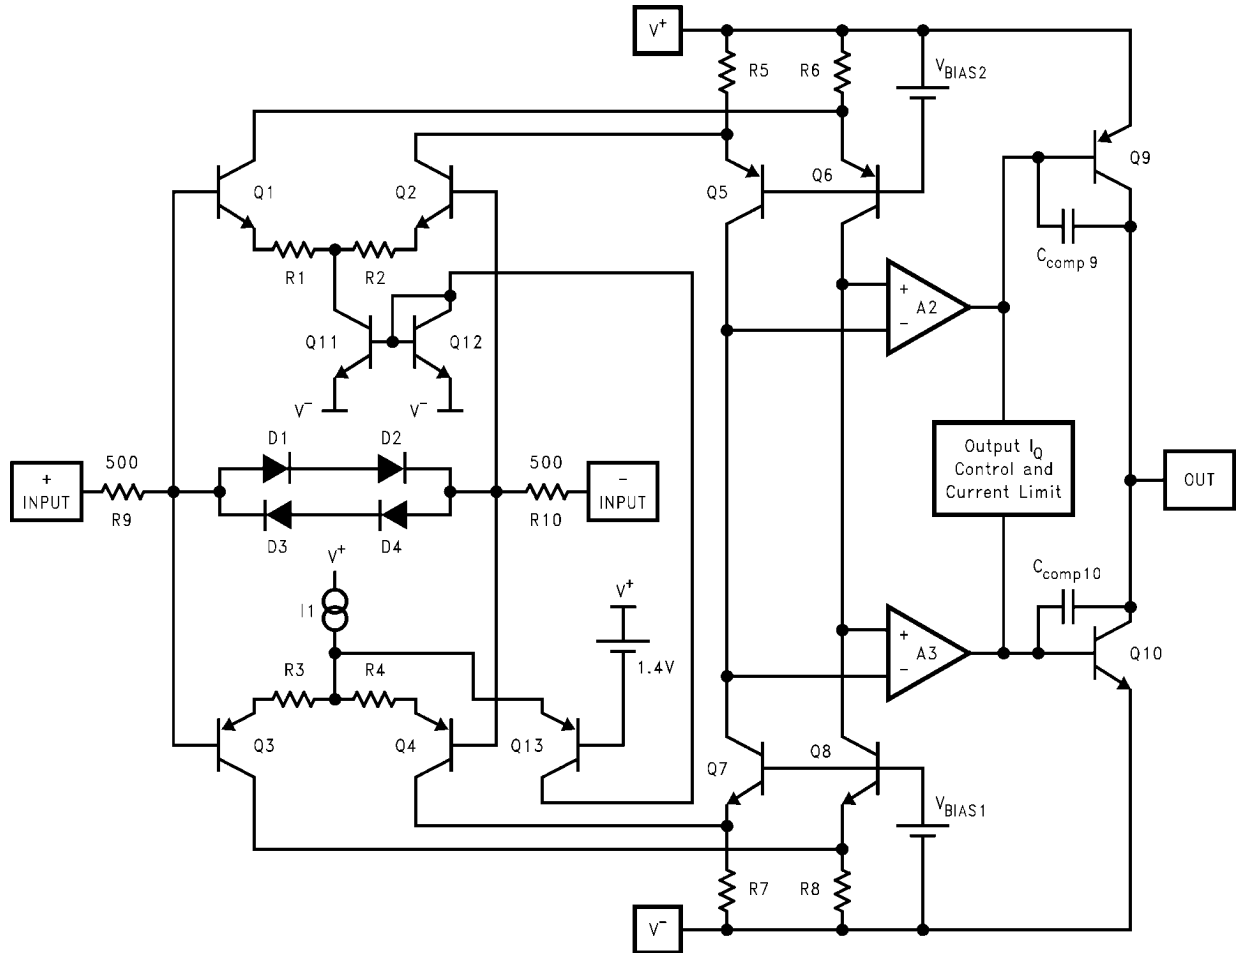 V+
R5
R6
VBIAS2
Q1
Q2
Q5
Q6
Q9
R1
R2
Ccomp9
Q11
Q12
A2
+
−
V−
V−
D1
D2
+
INPUT
500
R9
500
R10
−
INPUT
Output IQ
Control and
Current Limit
OUT
D3
D4
V+
I1
V+
1.4V
Ccomp10
R3
R4
+
−
A3
Q10
Q3
Q4
Q13
Q7
Q8
VBIAS1
R7
R8
V−